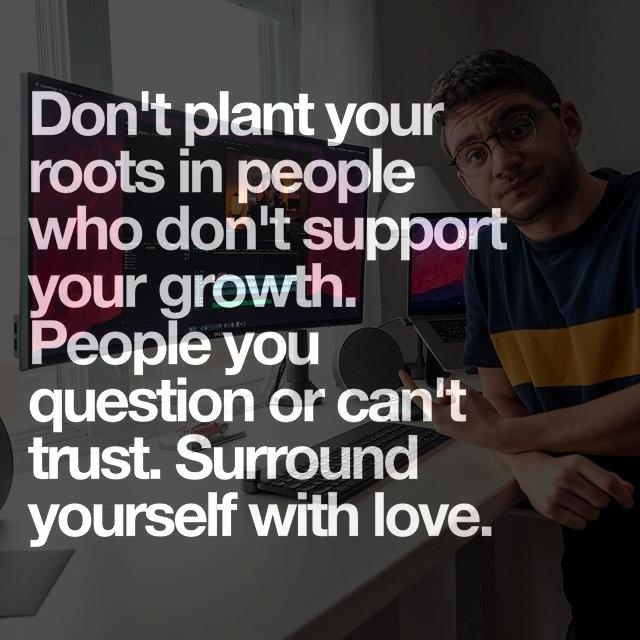 Don't plant your
roots in people
who don't support
your growth.
People you
question or can't
trust. Surround
yourself with love.